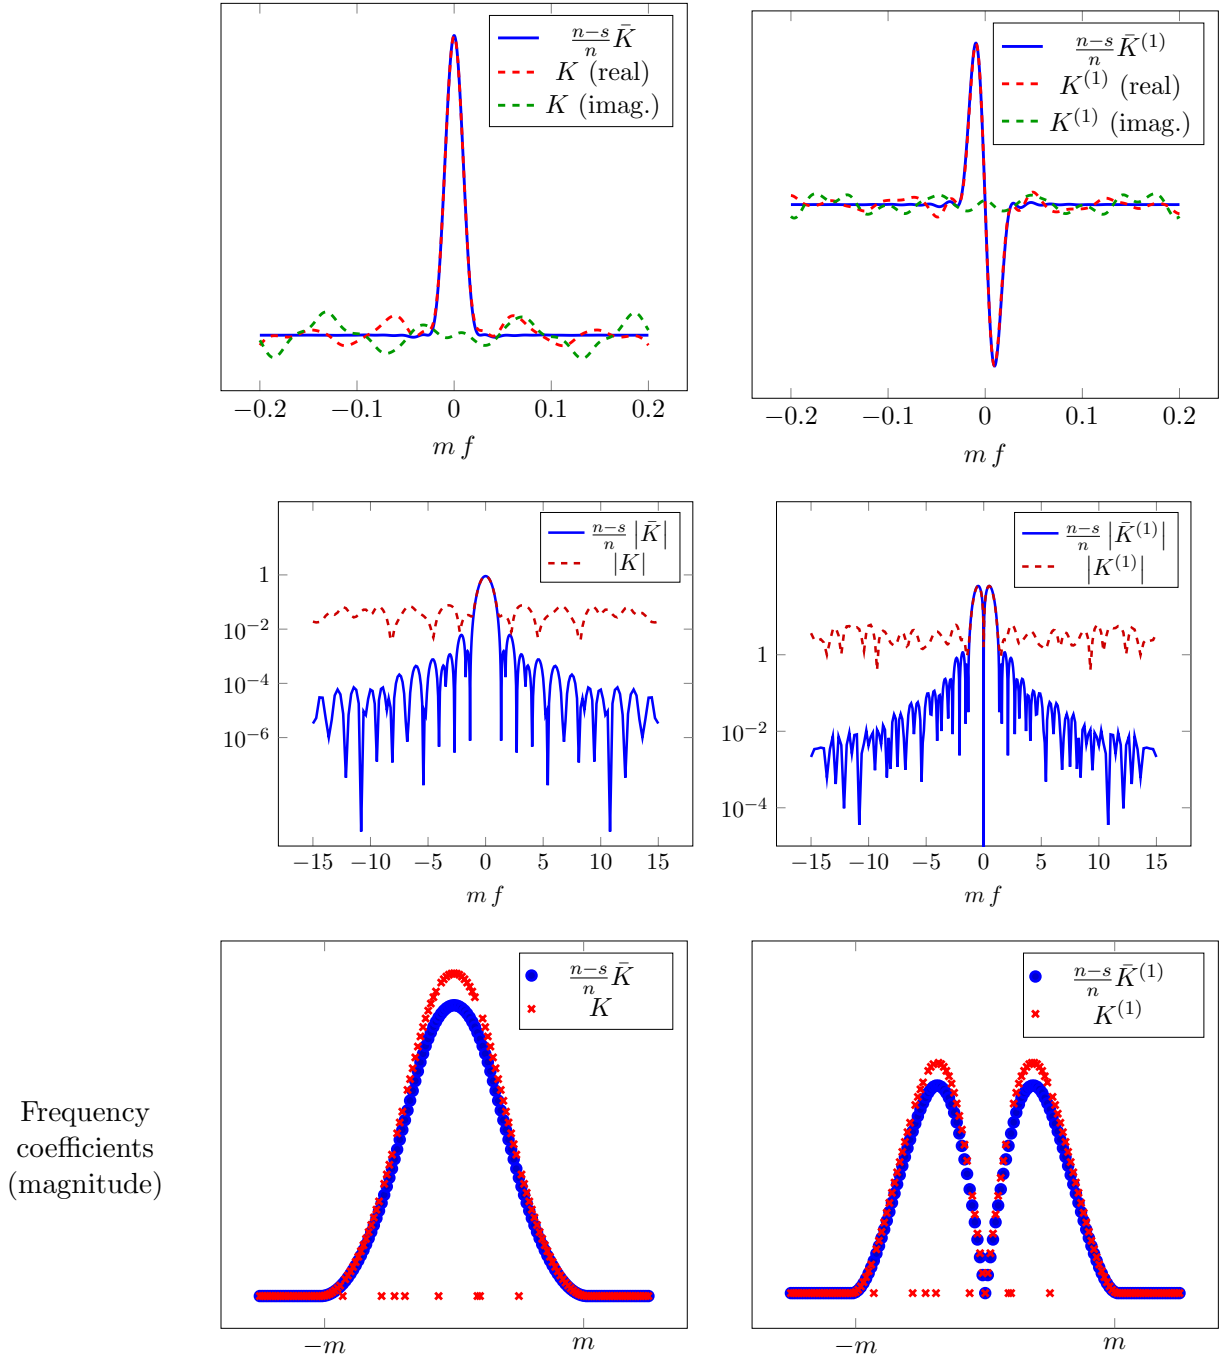 n−s/n K̄
K (real)
K (imag.)
−0.2 −0.1 0 0.1 0.2
m f
n−s/n K̄⁽¹⁾
K⁽¹⁾ (real)
K⁽¹⁾ (imag.)
−0.2 −0.1 0 0.1 0.2
m f
n−s/n |K̄|
|K|
1
10⁻²
10⁻⁴
10⁻⁶
−15 −10 −5 0 5 10 15
m f
n−s/n |K̄⁽¹⁾|
|K⁽¹⁾|
1
10⁻²
10⁻⁴
−15 −10 −5 0 5 10 15
m f
Frequency
coefficients
(magnitude)
n−s/n K̄
K
−m m
n−s/n K̄⁽¹⁾
K⁽¹⁾
−m m